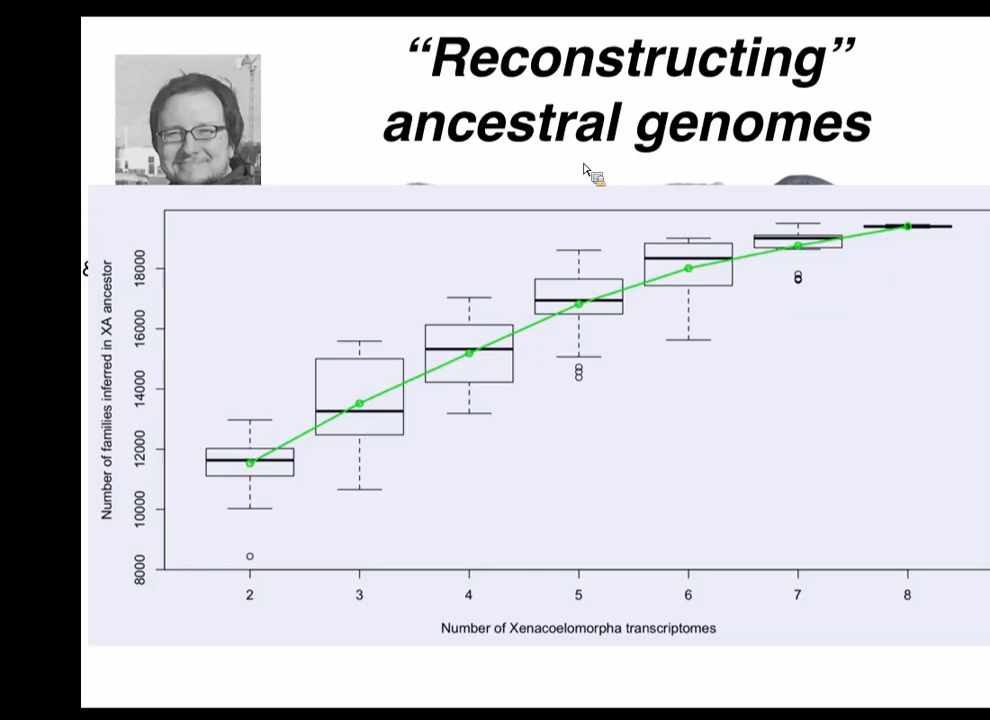 “Reconstructing”
ancestral genomes
Number of families inferred in XA ancestor
18000
16000
14000
12000
10000
8000
2 3 4 5 6 7 8
Number of Xenacoelomorpha transcriptomes